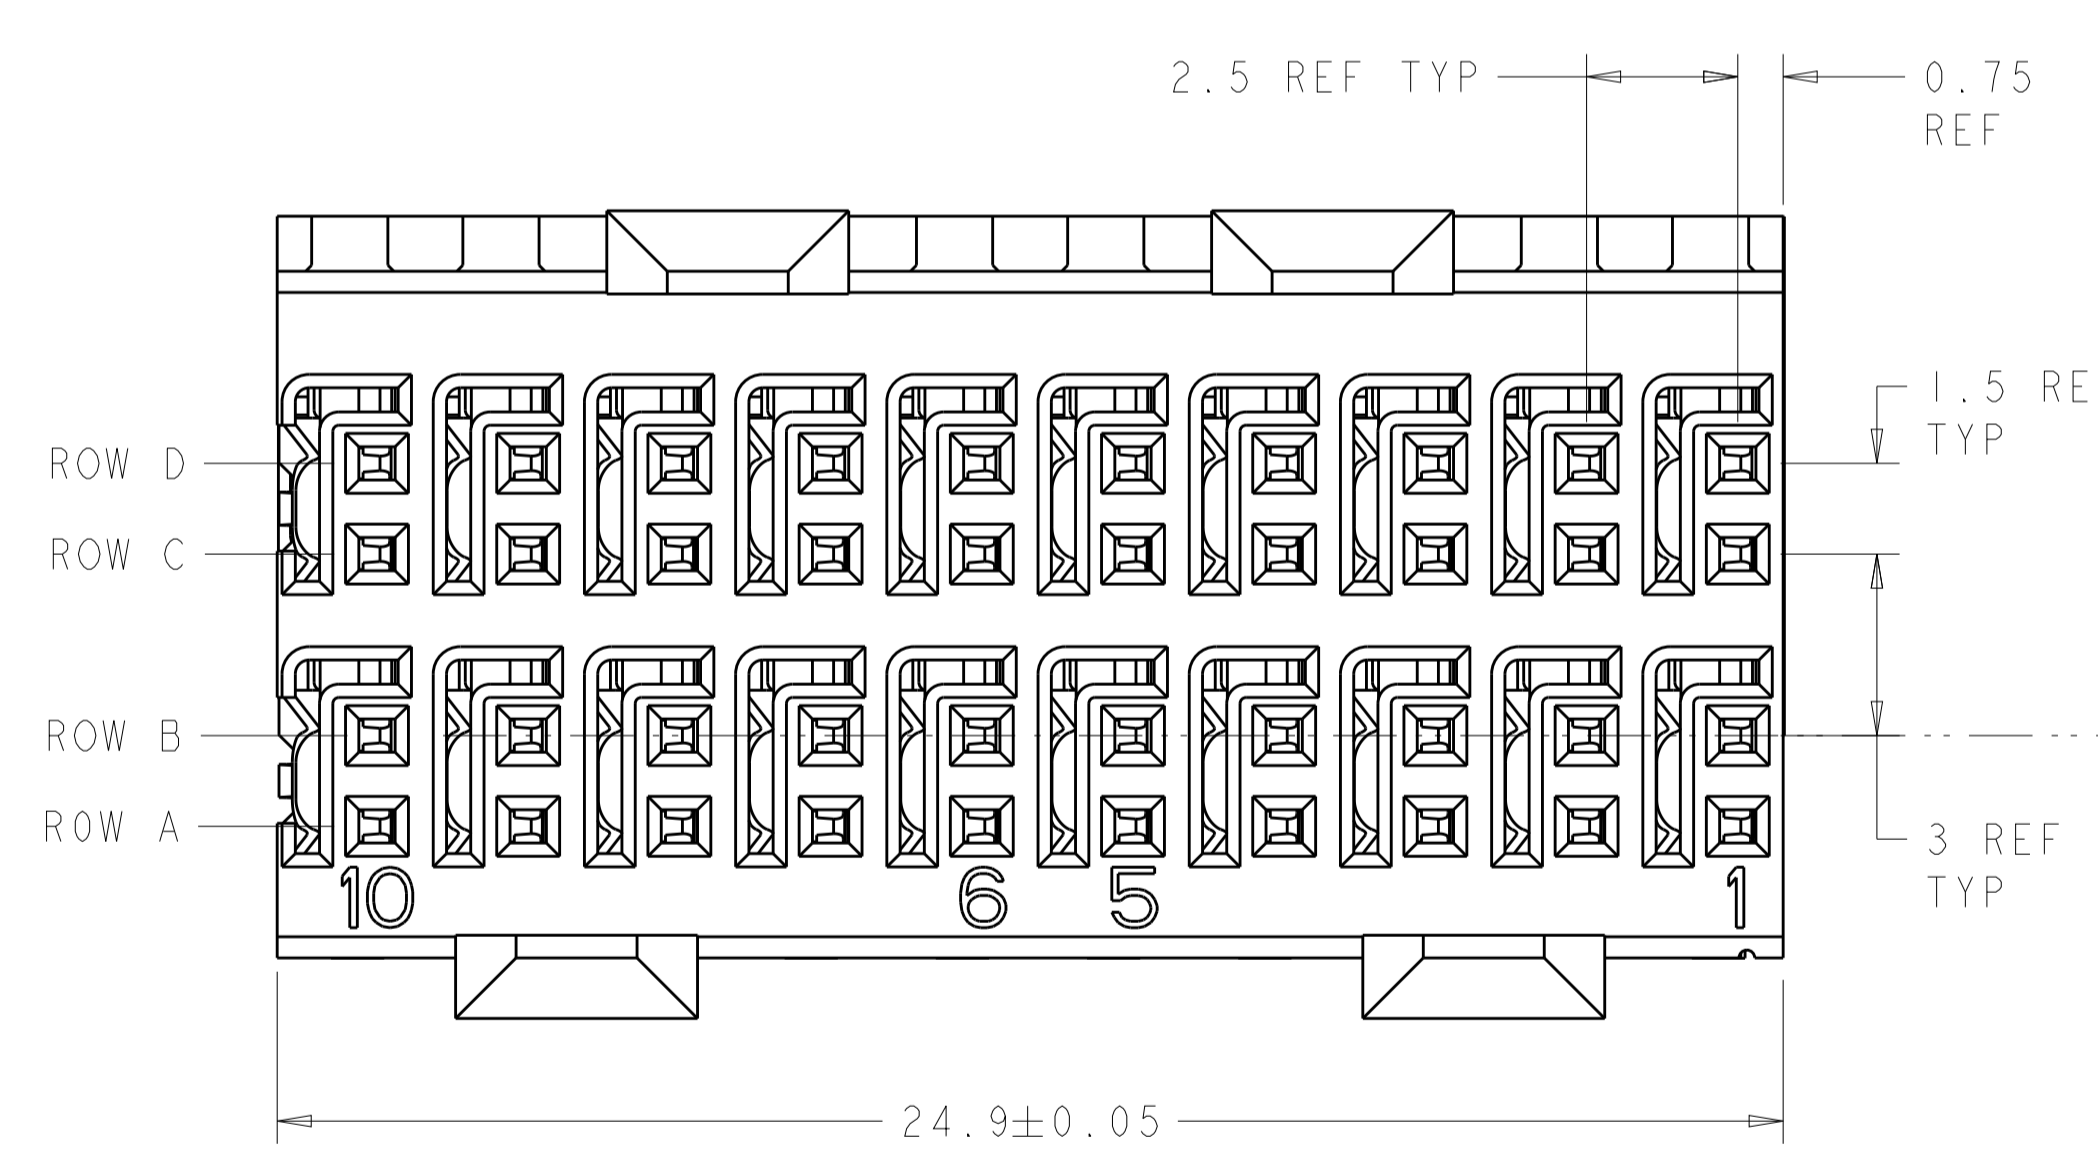 2.5 REF TYP
0.75
REF
1.5 RE
TYP
ROW D
ROW C
ROW B
ROW A
3 REF
TYP
10 6 5 1
24.9±0.05